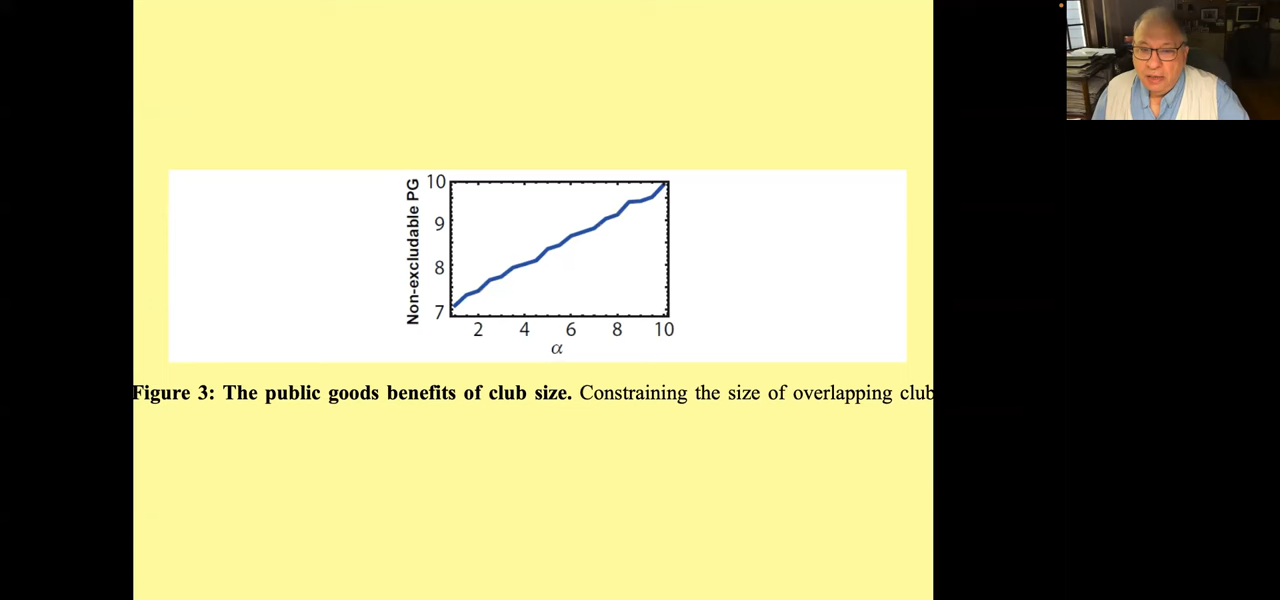 Non-excludable PG
10
9
8
7
2 4 6 8 10
α
Figure 3: The public goods benefits of club size. Constraining the size of overlapping club